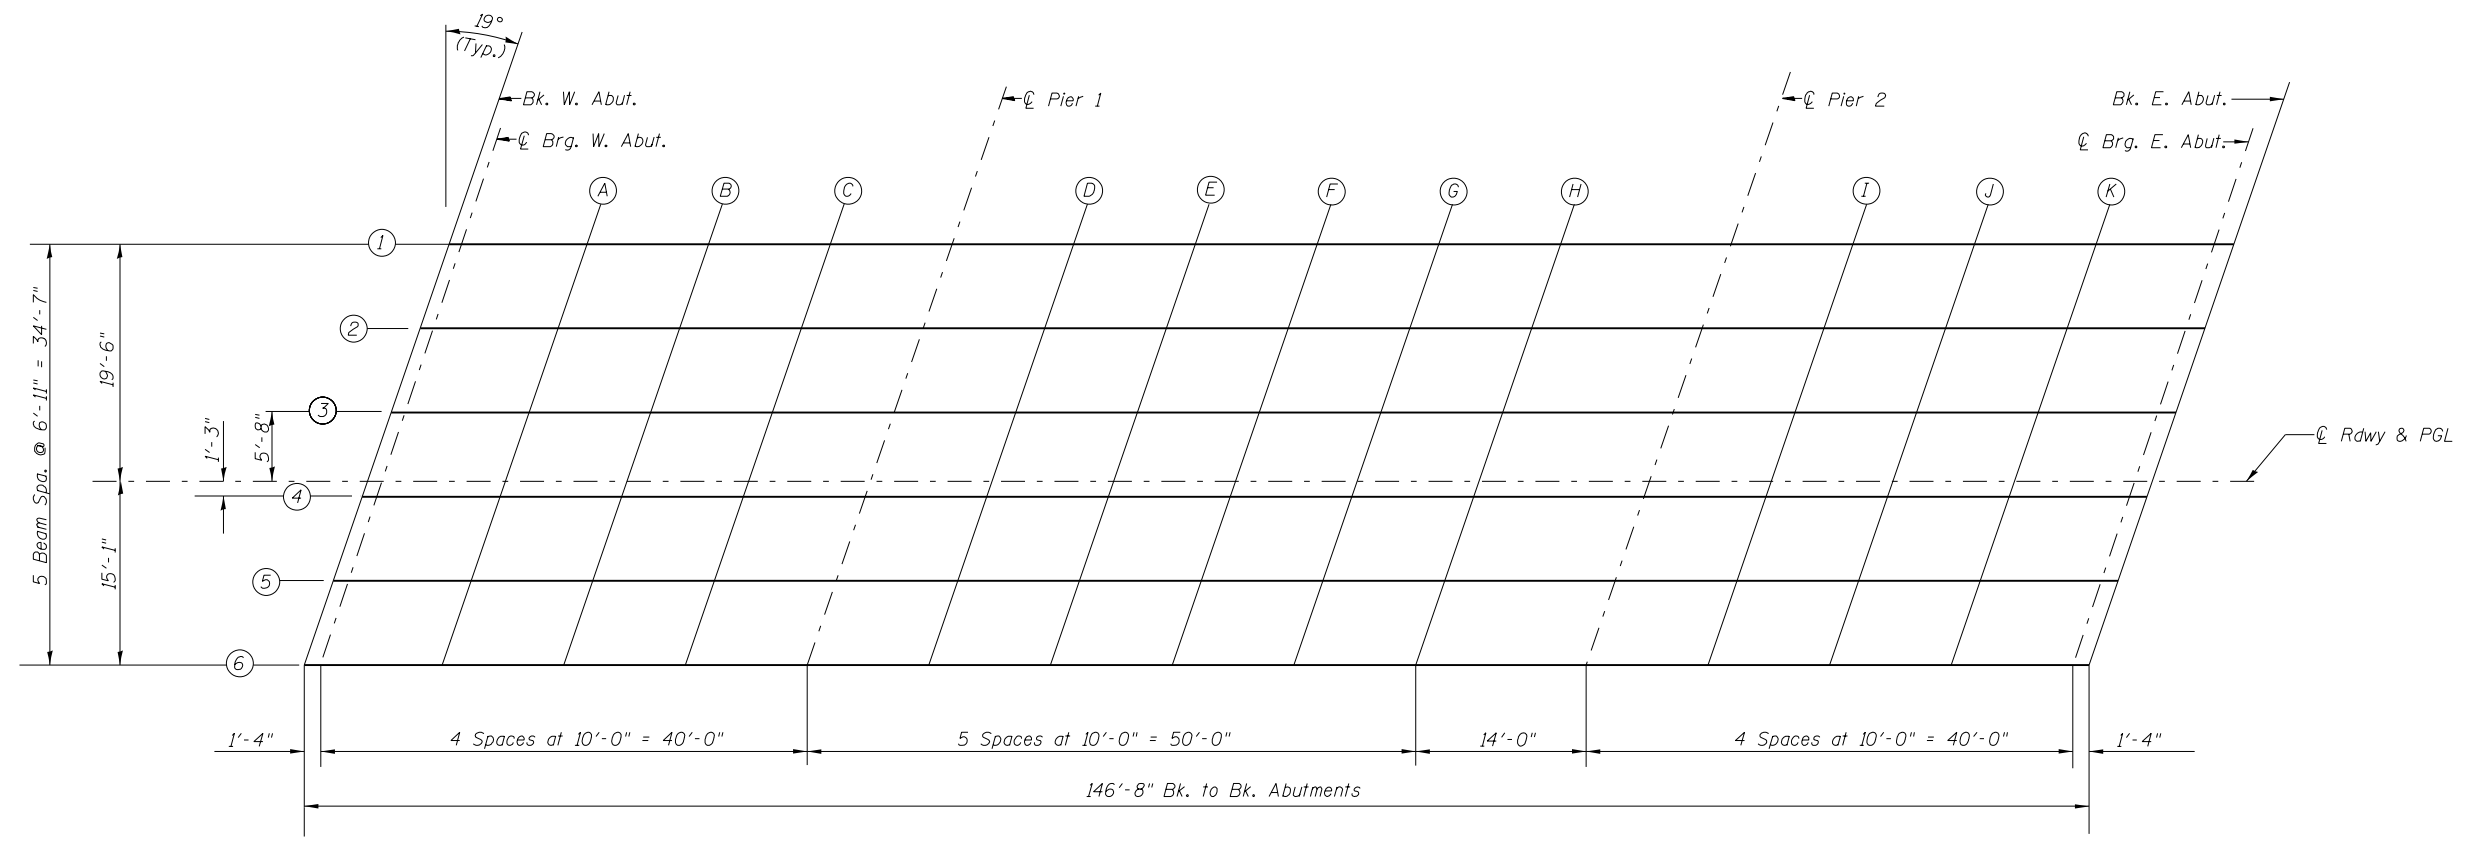 19°
(Typ.)
Bk. W. Abut.
℄ Pier 1
℄ Pier 2
Bk. E. Abut.
℄ Brg. W. Abut.
℄ Brg. E. Abut.
A
B
C
D
E
F
G
H
I
J
K
1
2
3
4
5
6
5 Beam Spa. @ 6'-11" = 34'-7"
19'-6"
15'-1"
1'-3"
5'-8"
℄ Rdwy & PGL
1'-4"
4 Spaces at 10'-0" = 40'-0"
5 Spaces at 10'-0" = 50'-0"
14'-0"
4 Spaces at 10'-0" = 40'-0"
1'-4"
146'-8" Bk. to Bk. Abutments